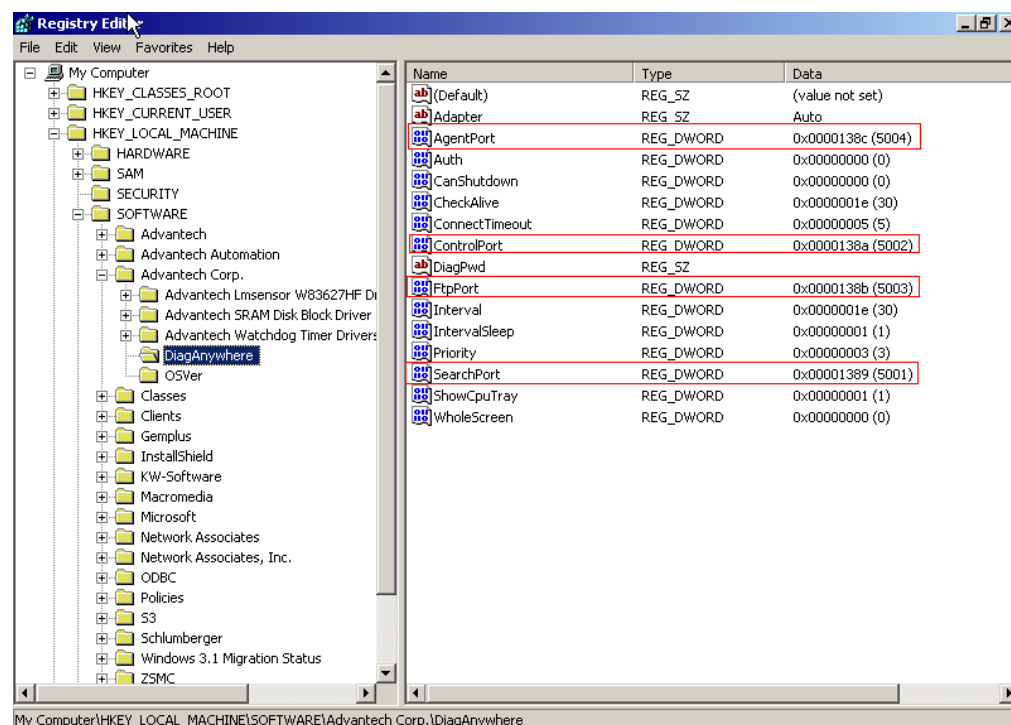 Registry Editor
File Edit View Favorites Help
My Computer
HKEY_CLASSES_ROOT
HKEY_CURRENT_USER
HKEY_LOCAL_MACHINE
HARDWARE
SAM
SECURITY
SOFTWARE
Advantech
Advantech Automation
Advantech Corp.
Advantech Lmsensor W83627HF
Advantech SRAM Disk Block Driver
Advantech Watchdog Timer Drivers
DiagAnywhere
OSVer
Classes
Clients
Gemplus
InstallShield
KW-Software
Macromedia
Microsoft
Network Associates
Network Associates, Inc.
ODBC
Policies
S3
Schlumberger
Windows 3.1 Migration Status
ZSMC
Name Type Data
(Default) REG_SZ (value not set)
Adapter REG_SZ Auto
AgentPort REG_DWORD 0x0000138c (5004)
Auth REG_DWORD 0x00000000 (0)
CanShutdown REG_DWORD 0x00000000 (0)
CheckAlive REG_DWORD 0x0000001e (30)
ConnectTimeout REG_DWORD 0x00000005 (5)
ControlPort REG_DWORD 0x0000138a (5002)
DiagPwd REG_SZ
FtpPort REG_DWORD 0x0000138b (5003)
Interval REG_DWORD 0x0000001e (30)
IntervalSleep REG_DWORD 0x00000001 (1)
Priority REG_DWORD 0x00000003 (3)
SearchPort REG_DWORD 0x00001389 (5001)
ShowCpuTray REG_DWORD 0x00000001 (1)
WholeScreen REG_DWORD 0x00000000 (0)
My Computer\HKEY_LOCAL_MACHINE\SOFTWARE\Advantech Corp.\DiagAnywhere